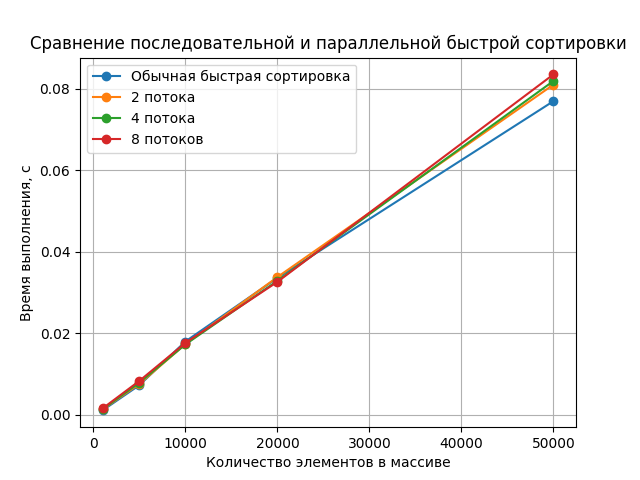 Сравнение последовательной и параллельной быстрой сортировки
Обычная быстрая сортировка
2 потока
4 потока
8 потоков
Время выполнения, с
0.08
0.06
0.04
0.02
0.00
0 10000 20000 30000 40000 50000
Количество элементов в массиве